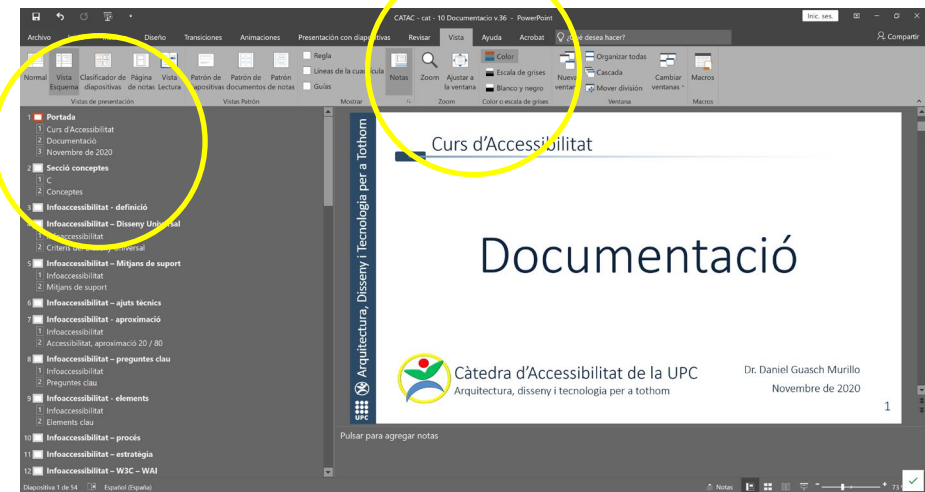 CATAC - cat - 10 Documentacio v.36 - PowerPoint
Inic. ses.
Archivo
Diseño
Transiciones
Animaciones
Presentación con diapositivas
Revisar
Vista
Ayuda
Acrobat
¿Qué desea hacer?
Compartir
Normal
Vista Esquema
Clasificador de diapositivas
Página de notas
Vista Lectura
Patrón de diapositivas
Patrón de documentos
Patrón de notas
Regla
Líneas de la cuadrícula
Guías
Notas
Zoom
Ajustar a la ventana
Color
Escala de grises
Blanco y negro
Nueva ventana
Organizar todas
Cascada
Mover división
Cambiar ventanas
Macros
Vistas de presentación
Vistas Patrón
Mostrar
Zoom
Color o escala de grises
Ventana
Macros
1 Portada
1 Curs d'Accessibilitat
2 Documentació
3 Novembre de 2020
2 Secció conceptes
1 C
2 Conceptes
3 Infoaccessibilitat - definició
4 Infoaccessibilitat – Disseny Universal
1 Infoaccessibilitat
2 Criteris del Disseny Universal
5 Infoaccessibilitat – Mitjans de suport
1 Infoaccessibilitat
2 Mitjans de suport
6 Infoaccessibilitat – ajuts tècnics
7 Infoaccessibilitat - aproximació
1 Infoaccessibilitat
2 Accessibilitat, aproximació 20 / 80
8 Infoaccessibilitat – preguntes clau
1 Infoaccessibilitat
2 Preguntes clau
9 Infoaccessibilitat - elements
1 Infoaccessibilitat
2 Elements clau
10 Infoaccessibilitat – procés
11 Infoaccessibilitat – estratègia
12 Infoaccessibilitat – W3C – WAI
Arquitectura, Disseny i Tecnologia per a Tothom
UPC
Curs d'Accessibilitat
Documentació
Càtedra d'Accessibilitat de la UPC
Arquitectura, disseny i tecnologia per a tothom
Dr. Daniel Guasch Murillo
Novembre de 2020
1
Pulsar para agregar notas
Diapositiva 1 de 54
Español (España)
Notas